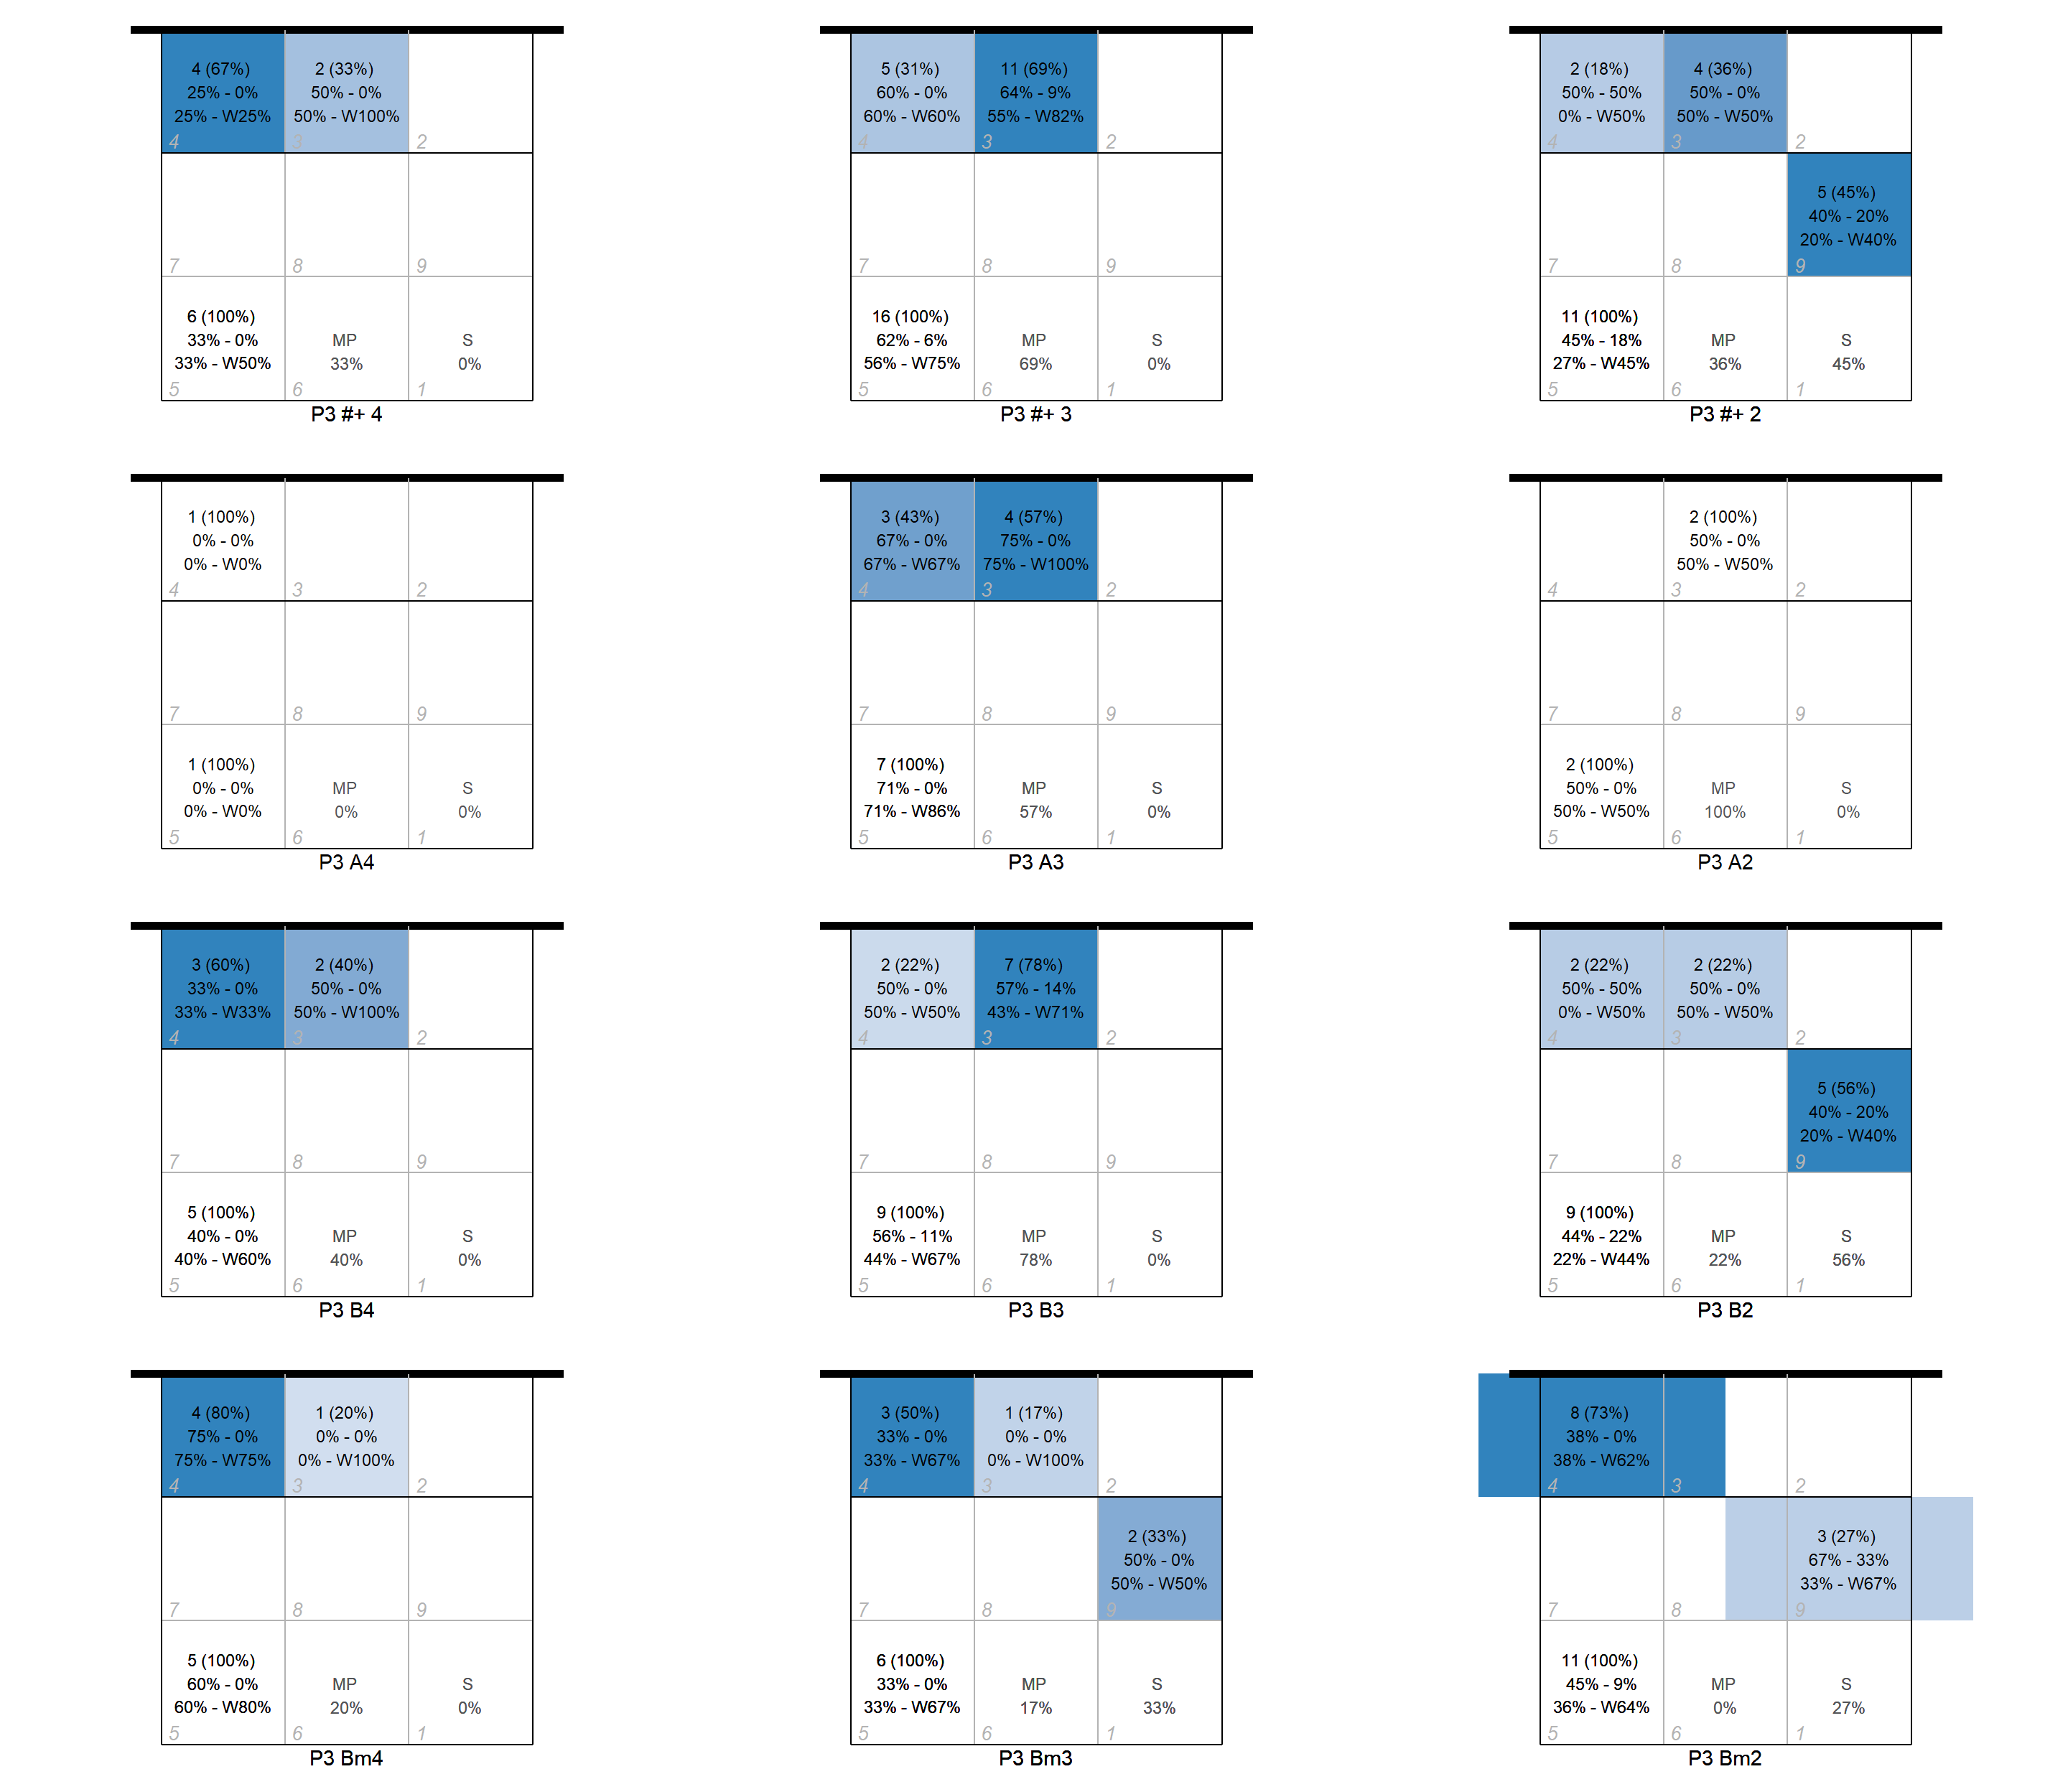 4 (67%)
25% - 0%
25% - W25%
4
2 (33%)
50% - 0%
50% - W100%
3
2
7
8
9
6 (100%)
33% - 0%
33% - W50%
5
MP
33%
6
S
0%
1
P3 #+ 4
5 (31%)
60% - 0%
60% - W60%
4
11 (69%)
64% - 9%
55% - W82%
3
2
7
8
9
16 (100%)
62% - 6%
56% - W75%
5
MP
69%
6
S
0%
1
P3 #+ 3
2 (18%)
50% - 50%
0% - W50%
4
4 (36%)
50% - 0%
50% - W50%
3
2
7
8
5 (45%)
40% - 20%
20% - W40%
9
11 (100%)
45% - 18%
27% - W45%
5
MP
36%
6
S
45%
1
P3 #+ 2
1 (100%)
0% - 0%
0% - W0%
4
3
2
7
8
9
1 (100%)
0% - 0%
0% - W0%
5
MP
0%
6
S
0%
1
P3 A4
3 (43%)
67% - 0%
67% - W67%
4
4 (57%)
75% - 0%
75% - W100%
3
2
7
8
9
7 (100%)
71% - 0%
71% - W86%
5
MP
57%
6
S
0%
1
P3 A3
4
2 (100%)
50% - 0%
50% - W50%
3
2
7
8
9
2 (100%)
50% - 0%
50% - W50%
5
MP
100%
6
S
0%
1
P3 A2
3 (60%)
33% - 0%
33% - W33%
4
2 (40%)
50% - 0%
50% - W100%
3
2
7
8
9
5 (100%)
40% - 0%
40% - W60%
5
MP
40%
6
S
0%
1
P3 B4
2 (22%)
50% - 0%
50% - W50%
4
7 (78%)
57% - 14%
43% - W71%
3
2
7
8
9
9 (100%)
56% - 11%
44% - W67%
5
MP
78%
6
S
0%
1
P3 B3
2 (22%)
50% - 50%
0% - W50%
4
2 (22%)
50% - 0%
50% - W50%
3
2
7
8
5 (56%)
40% - 20%
20% - W40%
9
9 (100%)
44% - 22%
22% - W44%
5
MP
22%
6
S
56%
1
P3 B2
4 (80%)
75% - 0%
75% - W75%
4
1 (20%)
0% - 0%
0% - W100%
3
2
7
8
9
5 (100%)
60% - 0%
60% - W80%
5
MP
20%
6
S
0%
1
P3 Bm4
3 (50%)
33% - 0%
33% - W67%
4
1 (17%)
0% - 0%
0% - W100%
3
2
7
8
2 (33%)
50% - 0%
50% - W50%
9
6 (100%)
33% - 0%
33% - W67%
5
MP
17%
6
S
33%
1
P3 Bm3
8 (73%)
38% - 0%
38% - W62%
4
3
2
7
8
3 (27%)
67% - 33%
33% - W67%
9
11 (100%)
45% - 9%
36% - W64%
5
MP
0%
6
S
27%
1
P3 Bm2